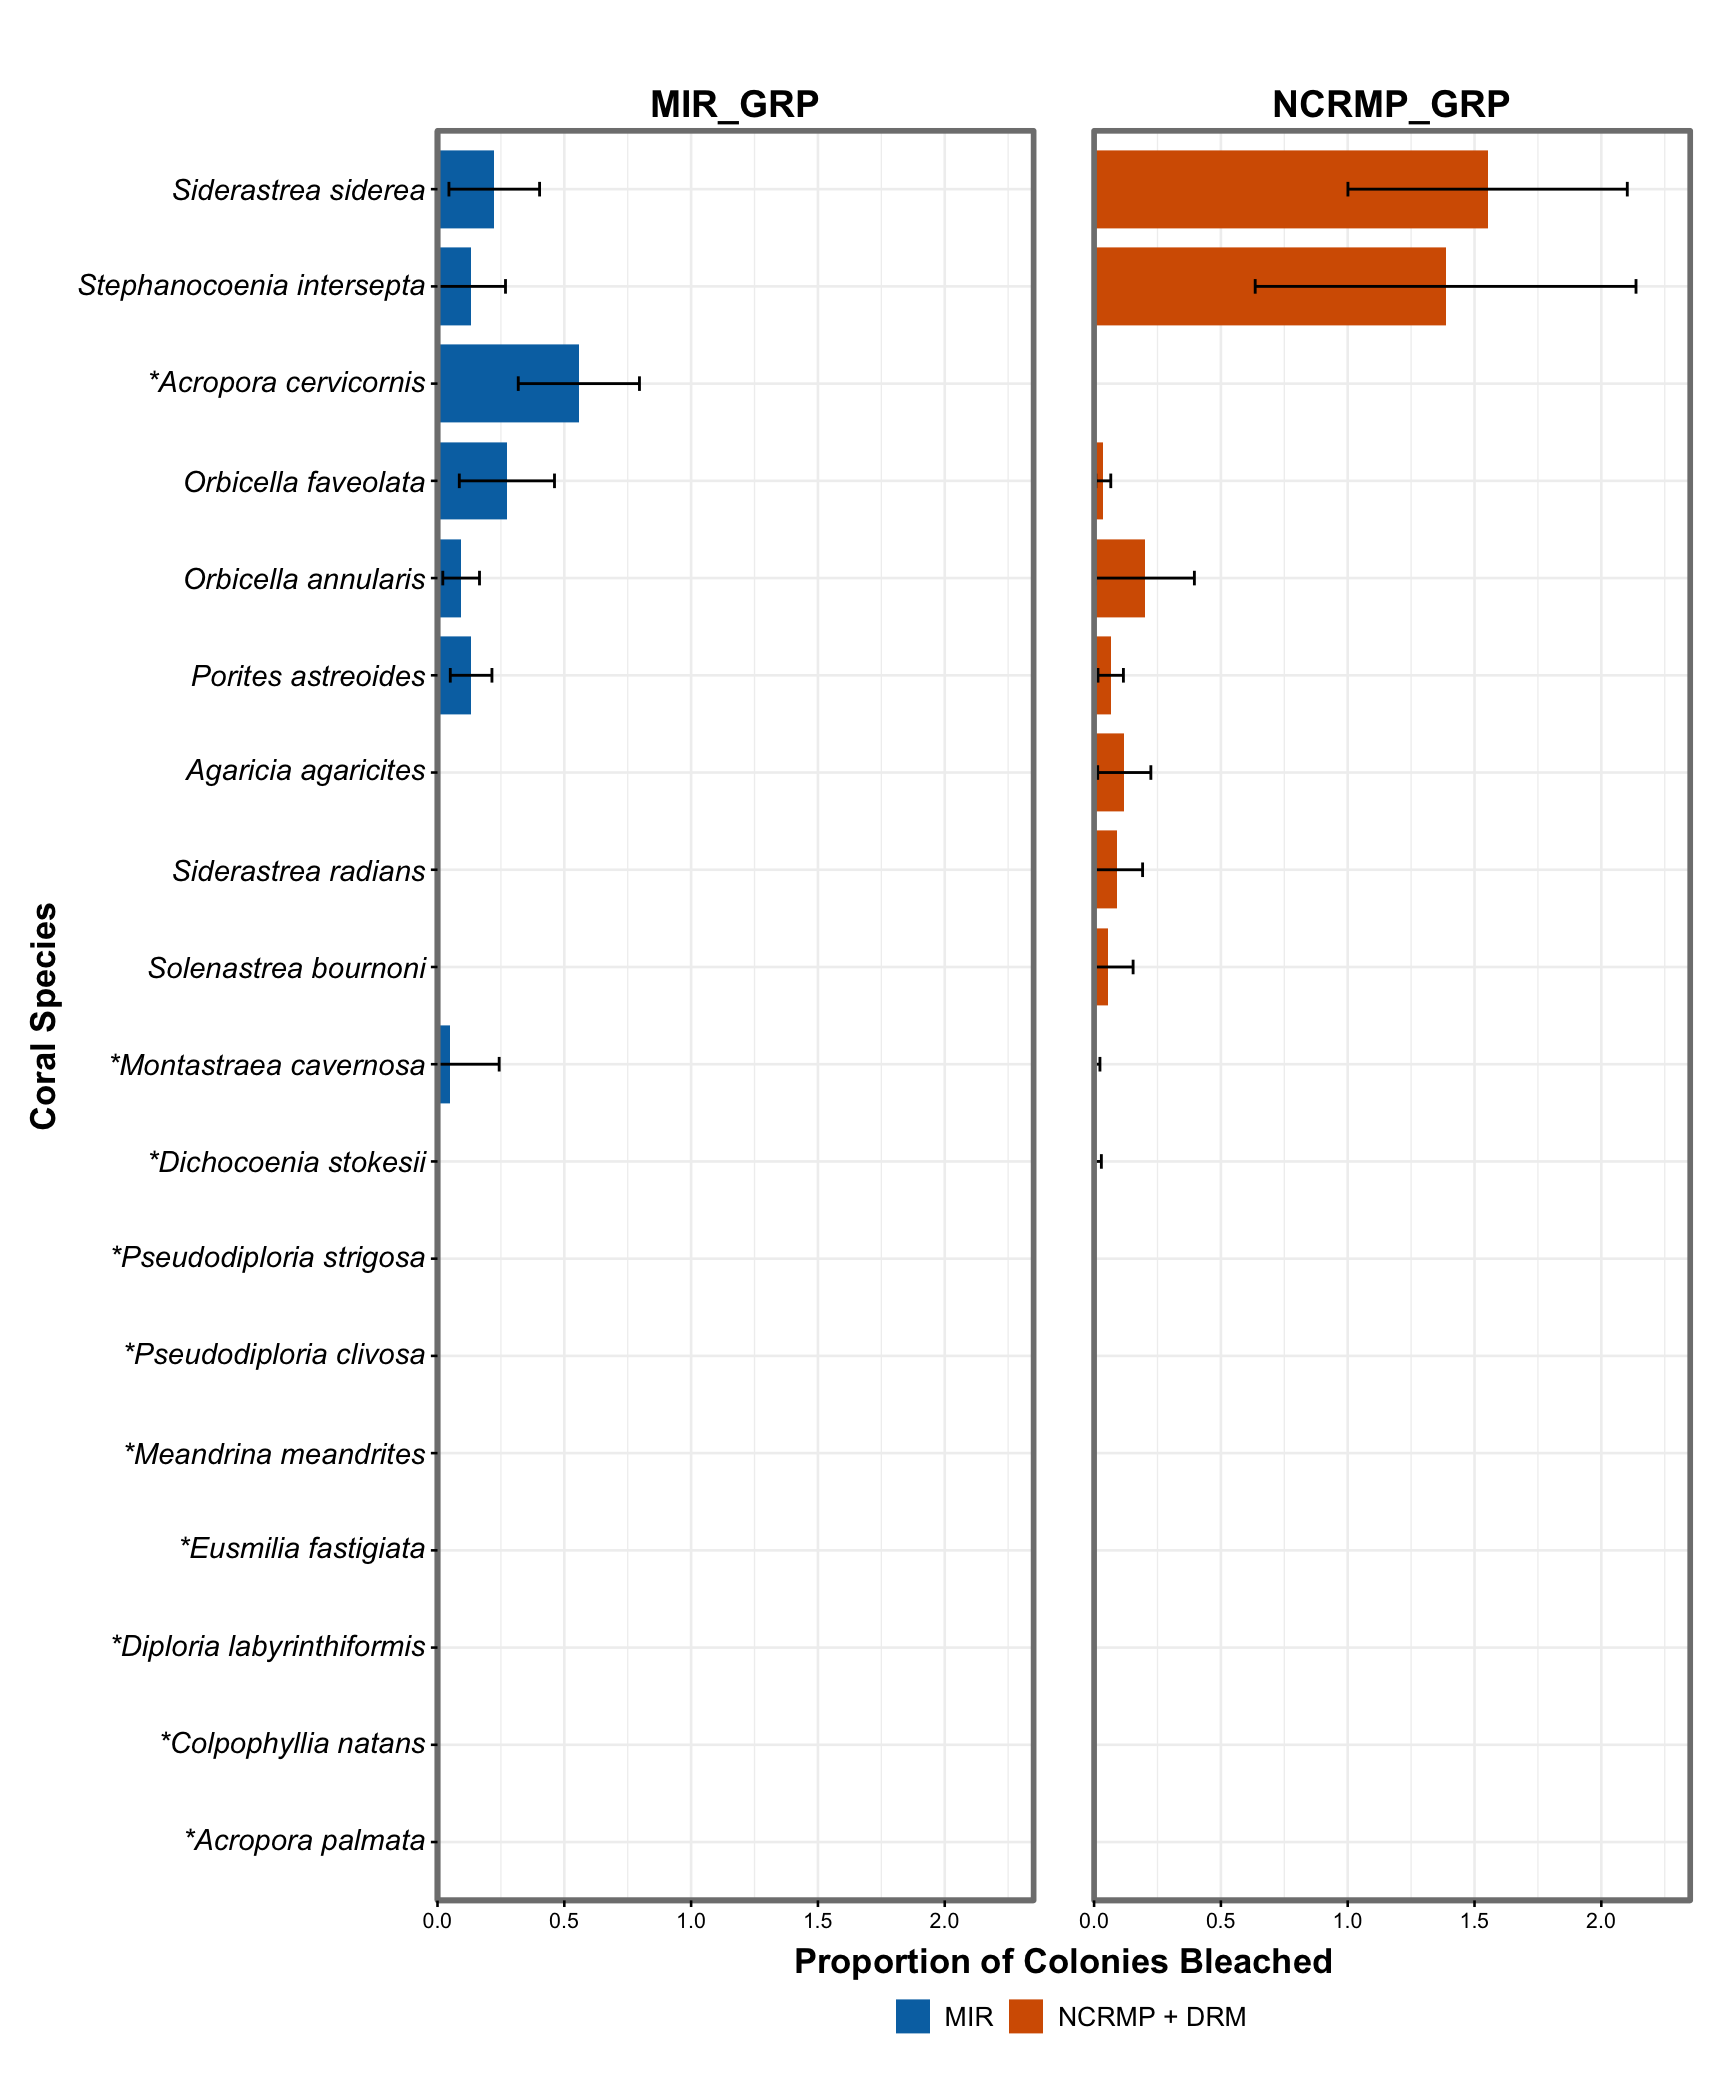 MIR_GRP
NCRMP_GRP
Siderastrea siderea
Stephanocoenia intersepta
*Acropora cervicornis
Orbicella faveolata
Orbicella annularis
Porites astreoides
Agaricia agaricites
Siderastrea radians
Solenastrea bournoni
*Montastraea cavernosa
*Dichocoenia stokesii
*Pseudodiploria strigosa
*Pseudodiploria clivosa
*Meandrina meandrites
*Eusmilia fastigiata
*Diploria labyrinthiformis
*Colpophyllia natans
*Acropora palmata
Coral Species
0.0 0.5 1.0 1.5 2.0
0.0 0.5 1.0 1.5 2.0
Proportion of Colonies Bleached
MIR
NCRMP + DRM